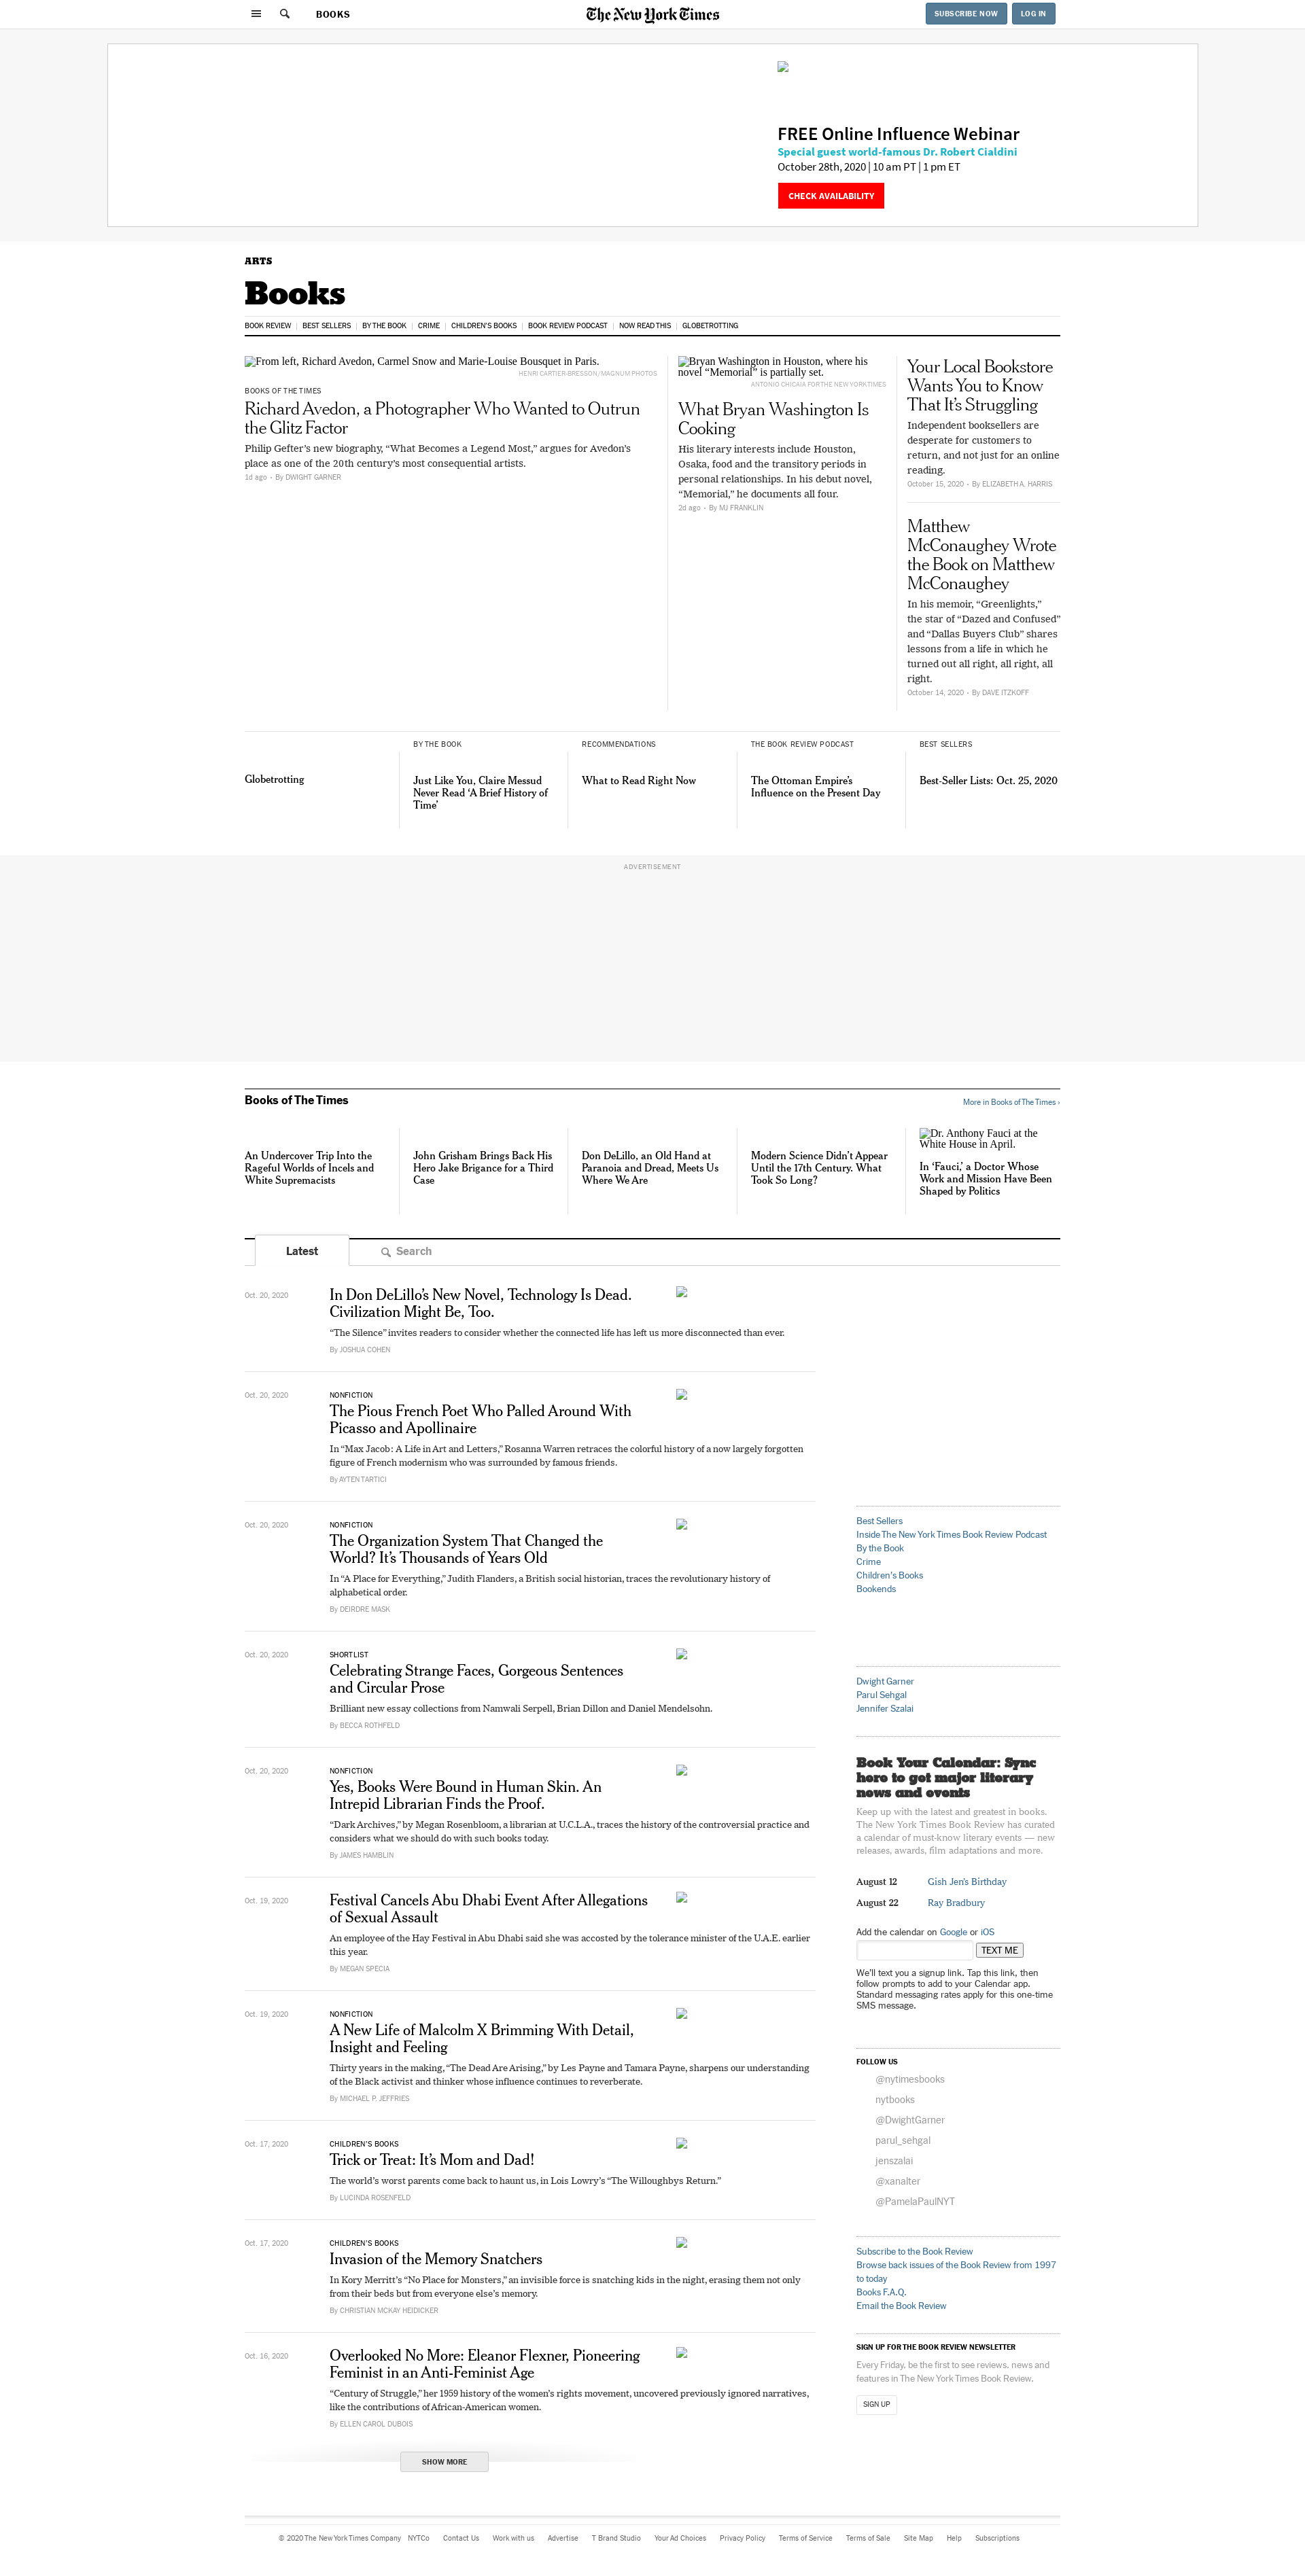 BOOKS
The New York Times
SUBSCRIBE NOW
LOG IN
FREE Online Influence Webinar
Special guest world-famous Dr. Robert Cialdini
October 28th, 2020 | 10 am PT | 1 pm ET
CHECK AVAILABILITY
ARTS
Books
BOOK REVIEW | BEST SELLERS | BY THE BOOK | CRIME | CHILDREN'S BOOKS | BOOK REVIEW PODCAST | NOW READ THIS | GLOBETROTTING
From left, Richard Avedon, Carmel Snow and Marie-Louise Bousquet in Paris.
HENRI CARTIER-BRESSON/MAGNUM PHOTOS
BOOKS OF THE TIMES
Richard Avedon, a Photographer Who Wanted to Outrun
the Glitz Factor
Philip Gefter’s new biography, “What Becomes a Legend Most,” argues for Avedon’s
place as one of the 20th century’s most consequential artists.
1d ago • By DWIGHT GARNER
Bryan Washington in Houston, where his
novel “Memorial” is partially set.
ANTONIO CHICAIA FOR THE NEW YORK TIMES
What Bryan Washington Is
Cooking
His literary interests include Houston,
Osaka, food and the transitory periods in
personal relationships. In his debut novel,
“Memorial,” he documents all four.
2d ago • By MJ FRANKLIN
Your Local Bookstore
Wants You to Know
That It’s Struggling
Independent booksellers are
desperate for customers to
return, and not just for an online
reading.
October 15, 2020 • By ELIZABETH A. HARRIS
Matthew
McConaughey Wrote
the Book on Matthew
McConaughey
In his memoir, “Greenlights,”
the star of “Dazed and Confused”
and “Dallas Buyers Club” shares
lessons from a life in which he
turned out all right, all right, all
right.
October 14, 2020 • By DAVE ITZKOFF
Globetrotting
BY THE BOOK
Just Like You, Claire Messud
Never Read ‘A Brief History of
Time’
RECOMMENDATIONS
What to Read Right Now
THE BOOK REVIEW PODCAST
The Ottoman Empire’s
Influence on the Present Day
BEST SELLERS
Best-Seller Lists: Oct. 25, 2020
ADVERTISEMENT
Books of The Times
More in Books of The Times ›
An Undercover Trip Into the
Rageful Worlds of Incels and
White Supremacists
John Grisham Brings Back His
Hero Jake Brigance for a Third
Case
Don DeLillo, an Old Hand at
Paranoia and Dread, Meets Us
Where We Are
Modern Science Didn’t Appear
Until the 17th Century. What
Took So Long?
Dr. Anthony Fauci at the
White House in April.
In ‘Fauci,’ a Doctor Whose
Work and Mission Have Been
Shaped by Politics
Latest
Search
Oct. 20, 2020
In Don DeLillo’s New Novel, Technology Is Dead.
Civilization Might Be, Too.
“The Silence” invites readers to consider whether the connected life has left us more disconnected than ever.
By JOSHUA COHEN
Oct. 20, 2020
NONFICTION
The Pious French Poet Who Palled Around With
Picasso and Apollinaire
In “Max Jacob: A Life in Art and Letters,” Rosanna Warren retraces the colorful history of a now largely forgotten
figure of French modernism who was surrounded by famous friends.
By AYTEN TARTICI
Oct. 20, 2020
NONFICTION
The Organization System That Changed the
World? It’s Thousands of Years Old
In “A Place for Everything,” Judith Flanders, a British social historian, traces the revolutionary history of
alphabetical order.
By DEIRDRE MASK
Oct. 20, 2020
SHORTLIST
Celebrating Strange Faces, Gorgeous Sentences
and Circular Prose
Brilliant new essay collections from Namwali Serpell, Brian Dillon and Daniel Mendelsohn.
By BECCA ROTHFELD
Oct. 20, 2020
NONFICTION
Yes, Books Were Bound in Human Skin. An
Intrepid Librarian Finds the Proof.
“Dark Archives,” by Megan Rosenbloom, a librarian at U.C.L.A., traces the history of the controversial practice and
considers what we should do with such books today.
By JAMES HAMBLIN
Oct. 19, 2020
Festival Cancels Abu Dhabi Event After Allegations
of Sexual Assault
An employee of the Hay Festival in Abu Dhabi said she was accosted by the tolerance minister of the U.A.E. earlier
this year.
By MEGAN SPECIA
Oct. 19, 2020
NONFICTION
A New Life of Malcolm X Brimming With Detail,
Insight and Feeling
Thirty years in the making, “The Dead Are Arising,” by Les Payne and Tamara Payne, sharpens our understanding
of the Black activist and thinker whose influence continues to reverberate.
By MICHAEL P. JEFFRIES
Oct. 17, 2020
CHILDREN’S BOOKS
Trick or Treat: It’s Mom and Dad!
The world’s worst parents come back to haunt us, in Lois Lowry’s “The Willoughbys Return.”
By LUCINDA ROSENFELD
Oct. 17, 2020
CHILDREN’S BOOKS
Invasion of the Memory Snatchers
In Kory Merritt’s “No Place for Monsters,” an invisible force is snatching kids in the night, erasing them not only
from their beds but from everyone else’s memory.
By CHRISTIAN MCKAY HEIDICKER
Oct. 16, 2020
Overlooked No More: Eleanor Flexner, Pioneering
Feminist in an Anti-Feminist Age
“Century of Struggle,” her 1959 history of the women’s rights movement, uncovered previously ignored narratives,
like the contributions of African-American women.
By ELLEN CAROL DUBOIS
SHOW MORE
Best Sellers
Inside The New York Times Book Review Podcast
By the Book
Crime
Children's Books
Bookends
Dwight Garner
Parul Sehgal
Jennifer Szalai
Book Your Calendar: Sync
here to get major literary
news and events
Keep up with the latest and greatest in books.
The New York Times Book Review has curated
a calendar of must-know literary events — new
releases, awards, film adaptations and more.
August 12 Gish Jen’s Birthday
August 22 Ray Bradbury
Add the calendar on Google or iOS
TEXT ME
We’ll text you a signup link. Tap this link, then
follow prompts to add to your Calendar app.
Standard messaging rates apply for this one-time
SMS message.
FOLLOW US
@nytimesbooks
nytbooks
@DwightGarner
parul_sehgal
jenszalai
@xanalter
@PamelaPaulNYT
Subscribe to the Book Review
Browse back issues of the Book Review from 1997
to today
Books F.A.Q.
Email the Book Review
SIGN UP FOR THE BOOK REVIEW NEWSLETTER
Every Friday, be the first to see reviews, news and
features in The New York Times Book Review.
SIGN UP
© 2020 The New York Times Company NYTCo Contact Us Work with us Advertise T Brand Studio Your Ad Choices Privacy Policy Terms of Service Terms of Sale Site Map Help Subscriptions